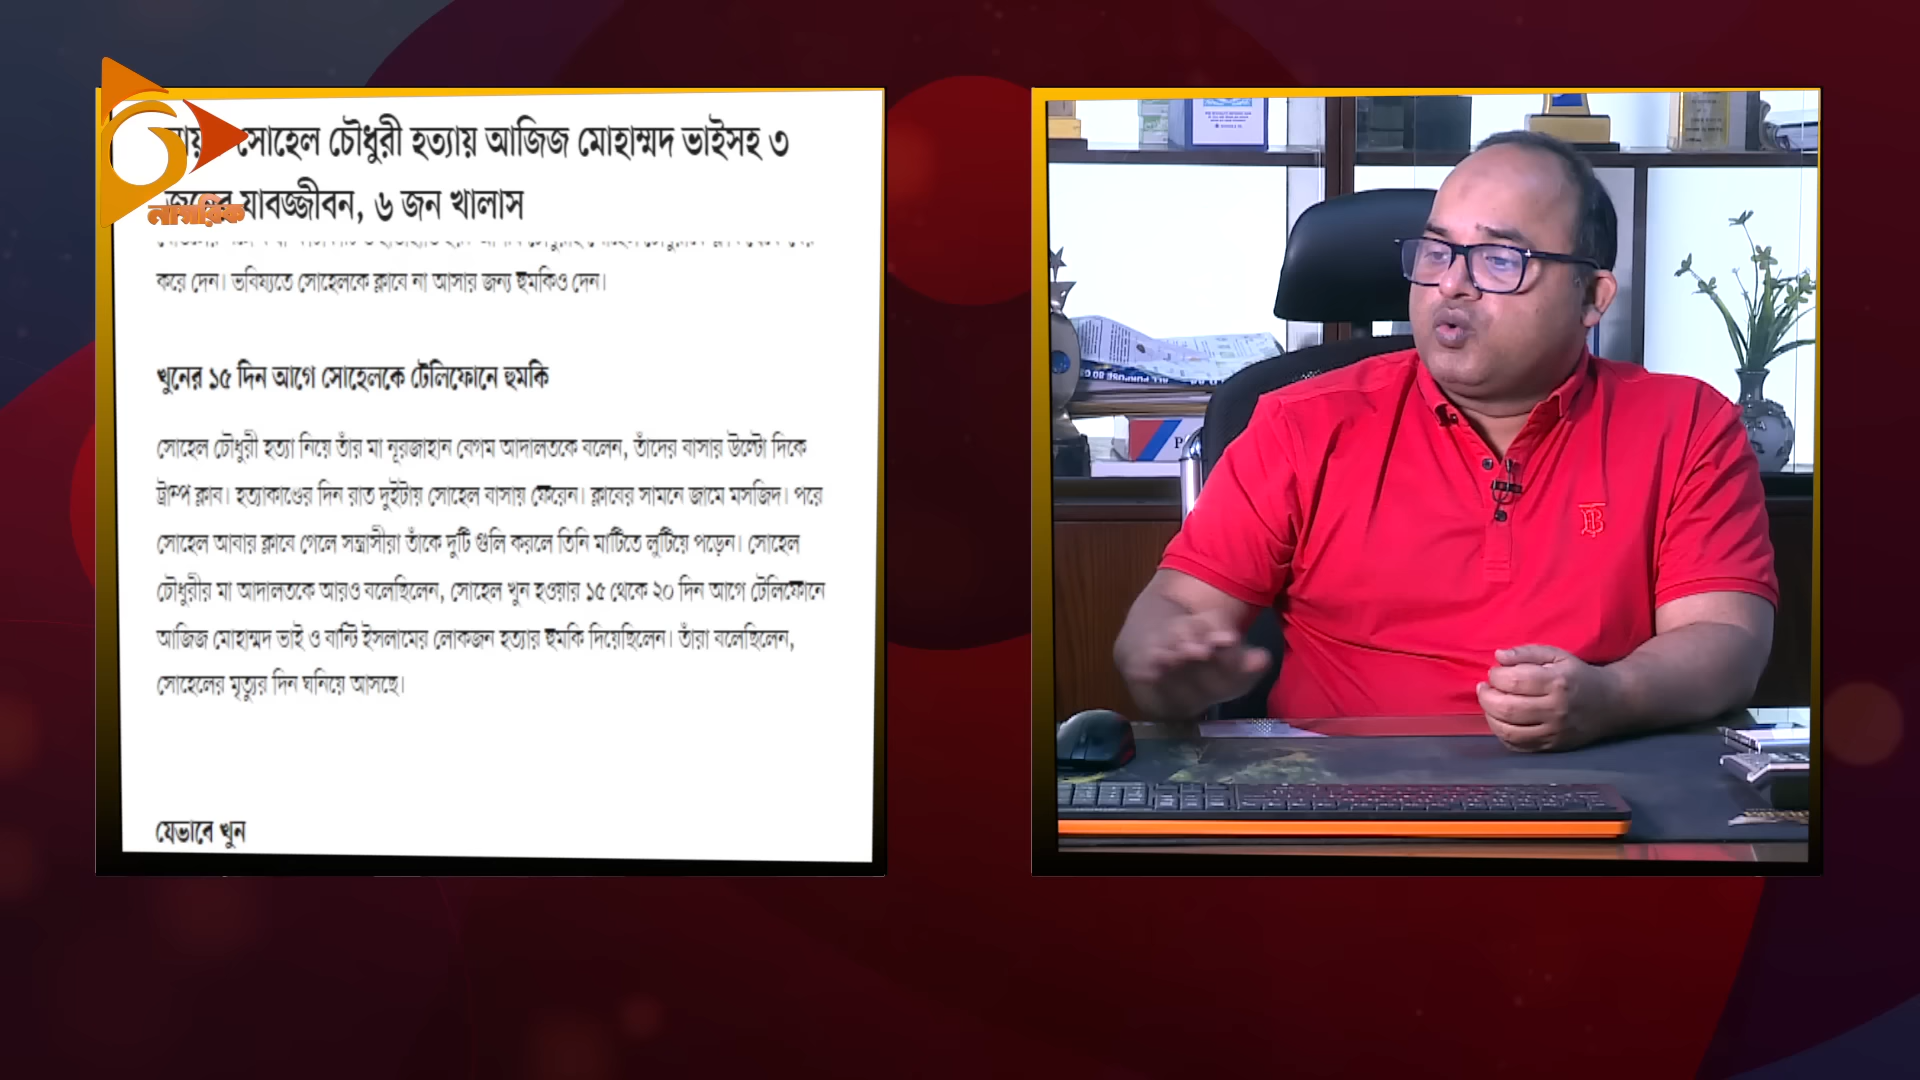 সোহেল চৌধুরী হত্যায় আজিজ মোহাম্মদ ভাইসহ ৩
জনের যাবজ্জীবন, ৬ জন খালাস
নাগরিক
করে দেন। ভবিষ্যতে সোহেলকে ক্লাবে না আসার জন্য হুমকিও দেন।
খুনের ১৫ দিন আগে সোহেলকে টেলিফোনে হুমকি
সোহেল চৌধুরী হত্যা নিয়ে তাঁর মা নূরজাহান বেগম আদালতকে বলেন, তাঁদের বাসার উল্টো দিকে
ট্রাম্প ক্লাব। হত্যাকাণ্ডের দিন রাত দুইটায় সোহেল বাসায় ফেরেন। ক্লাবের সামনে জামে মসজিদ। পরে
সোহেল আবার ক্লাবে গেলে সন্ত্রাসীরা তাঁকে দুটি গুলি করলে তিনি মাটিতে লুটিয়ে পড়েন। সোহেল
চৌধুরীর মা আদালতকে আরও বলেছিলেন, সোহেল খুন হওয়ার ১৫ থেকে ২০ দিন আগে টেলিফোনে
আজিজ মোহাম্মদ ভাই ও বান্টি ইসলামের লোকজন হত্যার হুমকি দিয়েছিলেন। তাঁরা বলেছিলেন,
সোহেলের মৃত্যুর দিন ঘনিয়ে আসছে।
যেভাবে খুন